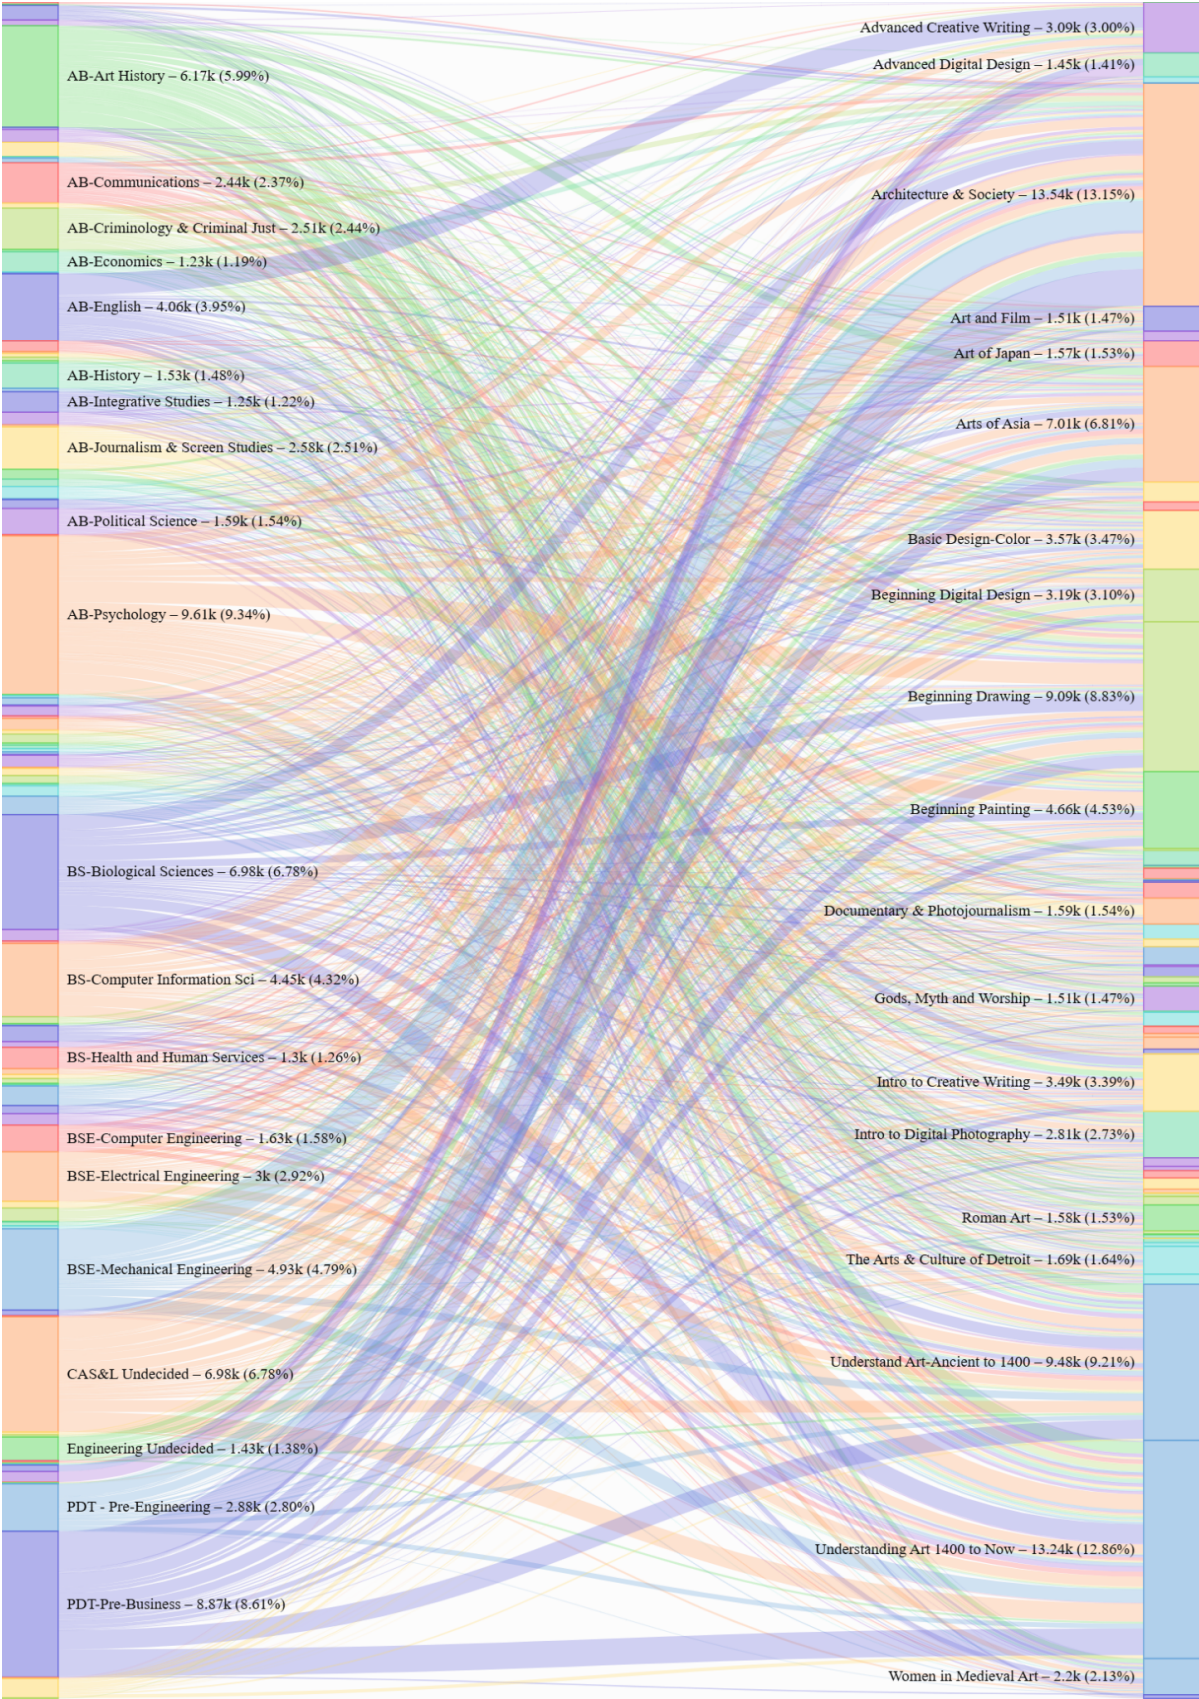 AB-Art History – 6.17k (5.99%)
AB-Communications – 2.44k (2.37%)
AB-Criminology & Criminal Just – 2.51k (2.44%)
AB-Economics – 1.23k (1.19%)
AB-English – 4.06k (3.95%)
AB-History – 1.53k (1.48%)
AB-Integrative Studies – 1.25k (1.22%)
AB-Journalism & Screen Studies – 2.58k (2.51%)
AB-Political Science – 1.59k (1.54%)
AB-Psychology – 9.61k (9.34%)
BS-Biological Sciences – 6.98k (6.78%)
BS-Computer Information Sci – 4.45k (4.32%)
BS-Health and Human Services – 1.3k (1.26%)
BSE-Computer Engineering – 1.63k (1.58%)
BSE-Electrical Engineering – 3k (2.92%)
BSE-Mechanical Engineering – 4.93k (4.79%)
CAS&L Undecided – 6.98k (6.78%)
Engineering Undecided – 1.43k (1.38%)
PDT - Pre-Engineering – 2.88k (2.80%)
PDT-Pre-Business – 8.87k (8.61%)
Advanced Creative Writing – 3.09k (3.00%)
Advanced Digital Design – 1.45k (1.41%)
Architecture & Society – 13.54k (13.15%)
Art and Film – 1.51k (1.47%)
Art of Japan – 1.57k (1.53%)
Arts of Asia – 7.01k (6.81%)
Basic Design-Color – 3.57k (3.47%)
Beginning Digital Design – 3.19k (3.10%)
Beginning Drawing – 9.09k (8.83%)
Beginning Painting – 4.66k (4.53%)
Documentary & Photojournalism – 1.59k (1.54%)
Gods, Myth and Worship – 1.51k (1.47%)
Intro to Creative Writing – 3.49k (3.39%)
Intro to Digital Photography – 2.81k (2.73%)
Roman Art – 1.58k (1.53%)
The Arts & Culture of Detroit – 1.69k (1.64%)
Understand Art-Ancient to 1400 – 9.48k (9.21%)
Understanding Art 1400 to Now – 13.24k (12.86%)
Women in Medieval Art – 2.2k (2.13%)